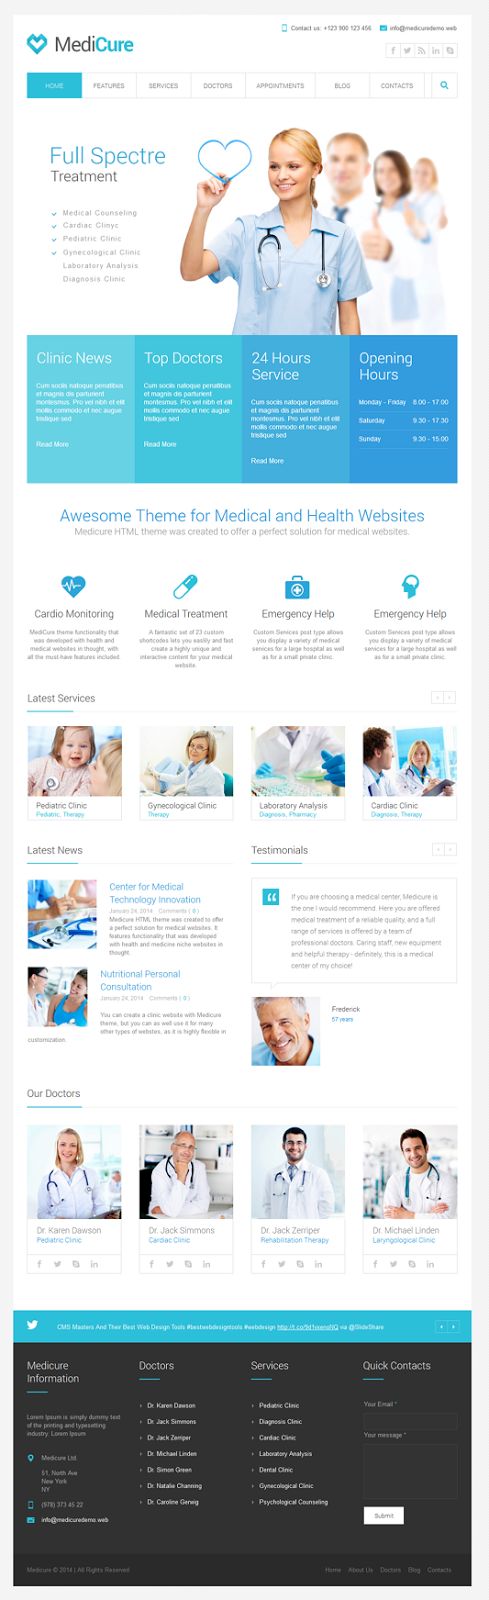 Contact us: +123 900 123 456   info@medicuredemo.web
MediCure
HOME   FEATURES   SERVICES   DOCTORS   APPOINTMENTS   BLOG   CONTACTS
Full Spectre
Treatment
Medical Counseling
Cardiac Clinyc
Pediatric Clinic
Gynecological Clinic
Laboratory Analysis
Diagnosis Clinic
Clinic News
Cum sociis natoque penatibus
et magnis dis parturient
montesmus. Pro vel nibh et elit
mollis commodo et nec augue
tristique sed
Read More
Top Doctors
Cum sociis natoque penatibus
et magnis dis parturient
montesmus. Pro vel nibh et elit
mollis commodo et nec augue
tristique sed
Read More
24 Hours
Service
Cum sociis natoque penatibus
et magnis dis parturient
montesmus. Pro vel nibh et elit
mollis commodo et nec augue
tristique sed
Read More
Opening
Hours
Monday - Friday   8.00 - 17.00
Saturday   9.30 - 17.30
Sunday   9.30 - 15.00
Awesome Theme for Medical and Health Websites
Medicure HTML theme was created to offer a perfect solution for medical websites.
Cardio Monitoring
MediCure theme functionality that
was developed with health and
medical websites in thought, with
all the must-have features included.
Medical Treatment
A fantastic set of 23 custom
shortcodes lets you easily and fast
create a highly unique and
interactive content for your medical
website.
Emergency Help
Custom Services post type allows
you display a variety of medical
services for a large hospital as well
as for a small private clinic.
Emergency Help
Custom Services post type allows
you display a variety of medical
services for a large hospital as well
as for a small private clinic.
Latest Services
Pediatric Clinic
Pediatric, Therapy
Gynecological Clinic
Therapy
Laboratory Analysis
Diagnosis, Pharmacy
Cardiac Clinic
Diagnosis, Therapy
Latest News
Center for Medical
Technology Innovation
January 24, 2014   Comments ( 0 )
Medicure HTML theme was created to offer
a perfect solution for medical websites. It
features functionality that was developed
with health and medicine niche websites in
thought.
Nutritional Personal
Consultation
January 24, 2014   Comments ( 0 )
You can create a clinic website with Medicure
theme, but you can as well use it for many
other types of websites, as it is highly flexible in
customization.
Testimonials
If you are choosing a medical center, Medicure is
the one I would recommend. Here you are offered
medical treatment of a reliable quality, and a full
range of services is offered by a team of
professional doctors. Caring staff, new equipment
and helpful therapy - definitely, this is a medical
center of my choice!
Frederick
57 years
Our Doctors
Dr. Karen Dawson
Pediatric Clinic
Dr. Jack Simmons
Cardiac Clinic
Dr. Jack Zerriper
Rehabilitation Therapy
Dr. Michael Linden
Laryngological Clinic
CMS Masters And Their Best Web Design Tools #bestwebdesigntools #webdesign via @SlideShare
Medicure
Information
Lorem Ipsum is simply dummy text
of the printing and typesetting
industry. Lorem Ipsum
Medicure Ltd.
51, North Ave
New York
NY
(978) 373 45 22
info@medicuredemo.web
Doctors
Dr. Karen Dawson
Dr. Jack Simmons
Dr. Jack Zerriper
Dr. Michael Linden
Dr. Simon Green
Dr. Natalie Channing
Dr. Caroline Gerwig
Services
Pediatric Clinic
Diagnosis Clinic
Cardiac Clinic
Laboratory Analysis
Dental Clinic
Gynecological Clinic
Psychological Counseling
Quick Contacts
Your Email *
Your message *
Submit
Medicure © 2014 | All Rights Reserved
Home   About Us   Doctors   Blog   Contacts